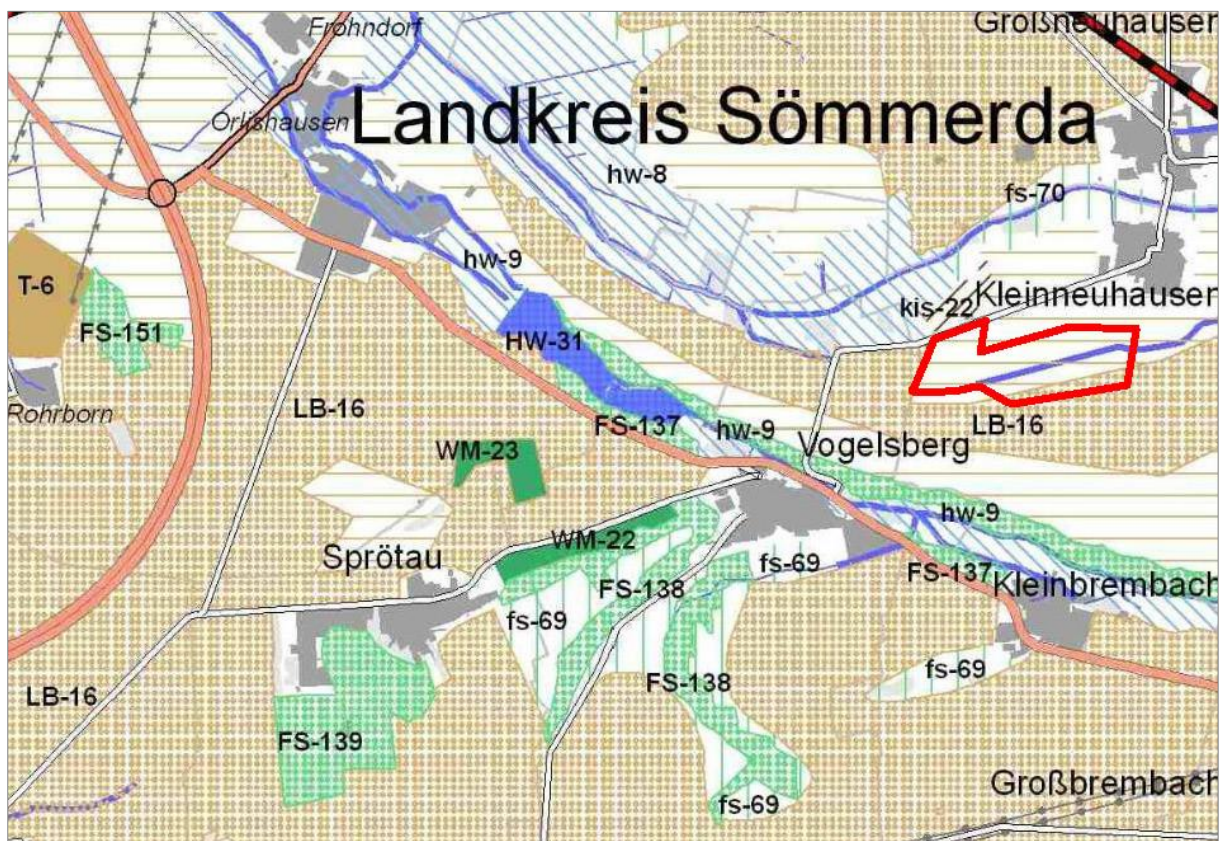 Frohndorf
Großneuhausen
Landkreis Sömmerda
Orlishausen
hw-8
fs-70
hw-9
T-6
kis-22
Kleinneuhausen
FS-151
HW-31
Rohrborn
LB-16
FS-137
hw-9
LB-16
WM-23
Vogelsberg
hw-9
WM-22
Sprötau
fs-69
FS-137
FS-138
Kleinbrembach
fs-69
fs-69
LB-16
FS-138
FS-139
Großbrembach
fs-69